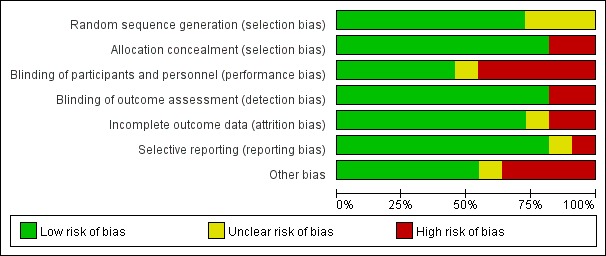 Random sequence generation (selection bias)
Allocation concealment (selection bias)
Blinding of participants and personnel (performance bias)
Blinding of outcome assessment (detection bias)
Incomplete outcome data (attrition bias)
Selective reporting (reporting bias)
Other bias
0% 25% 50% 75% 100%
Low risk of bias Unclear risk of bias High risk of bias